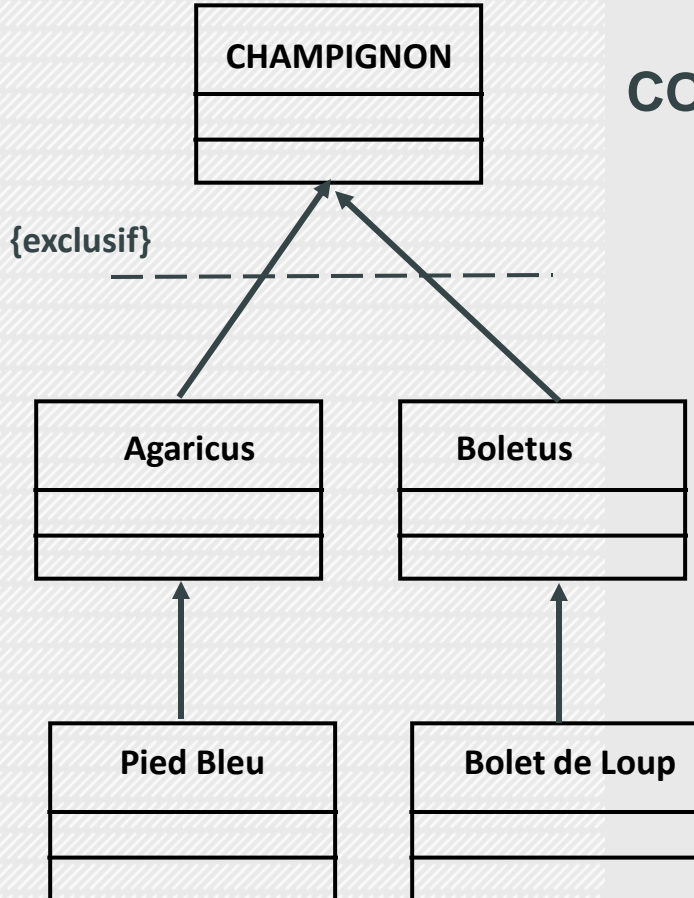 CHAMPIGNON
{exclusif}
Agaricus
Boletus
Pied Bleu
Bolet de Loup